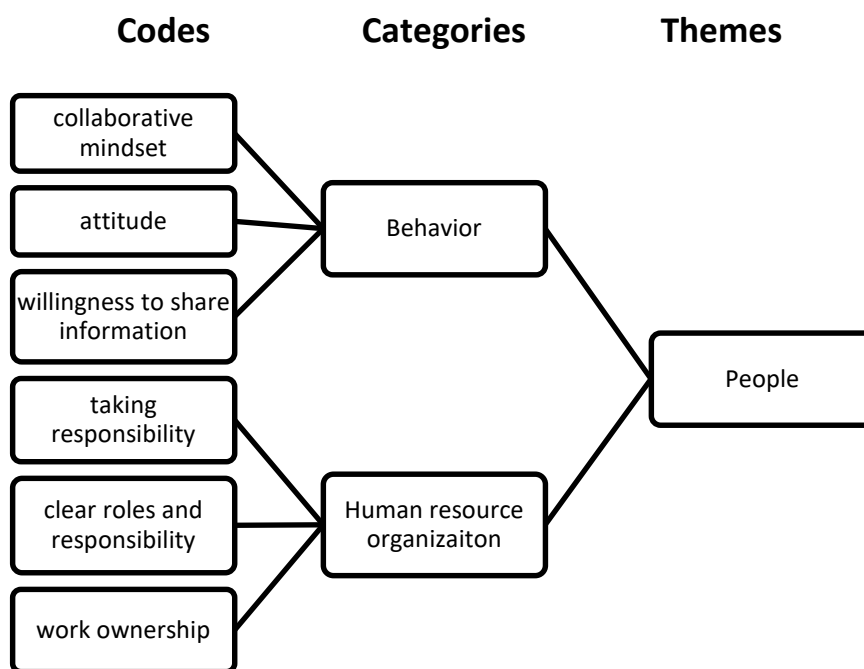 Codes Categories Themes
collaborative
mindset
attitude
willingness to share
information
taking
responsibility
clear roles and
responsibility
work ownership
Behavior
Human resource
organizaiton
People